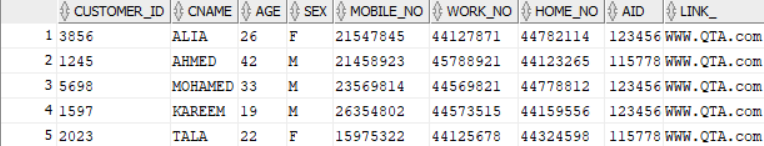 CUSTOMER_ID CNAME AGE SEX MOBILE_NO WORK_NO HOME_NO AID LINK_
1 3856 ALIA 26 F 21547845 44127871 44782114 123456 WWW.QTA.com
2 1245 AHMED 42 M 21458923 45788921 44123265 115778 WWW.QTA.com
3 5698 MOHAMED 33 M 23569814 44569821 44778812 123456 WWW.QTA.com
4 1597 KAREEM 19 M 26354802 44573515 44159556 123456 WWW.QTA.com
5 2023 TALA 22 F 15975322 44125678 44324598 115778 WWW.QTA.com